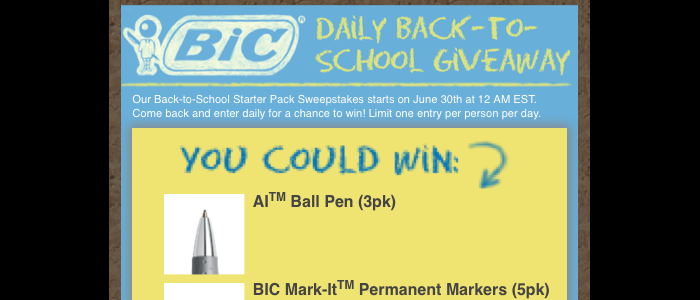 BiC®
DAiLY BACK-TO-
SCHOOL GiVEAWAY
Our Back-to-School Starter Pack Sweepstakes starts on June 30th at 12 AM EST.
Come back and enter daily for a chance to win! Limit one entry per person per day.
YOU COULD WiN:
AI™ Ball Pen (3pk)
BIC Mark-It™ Permanent Markers (5pk)